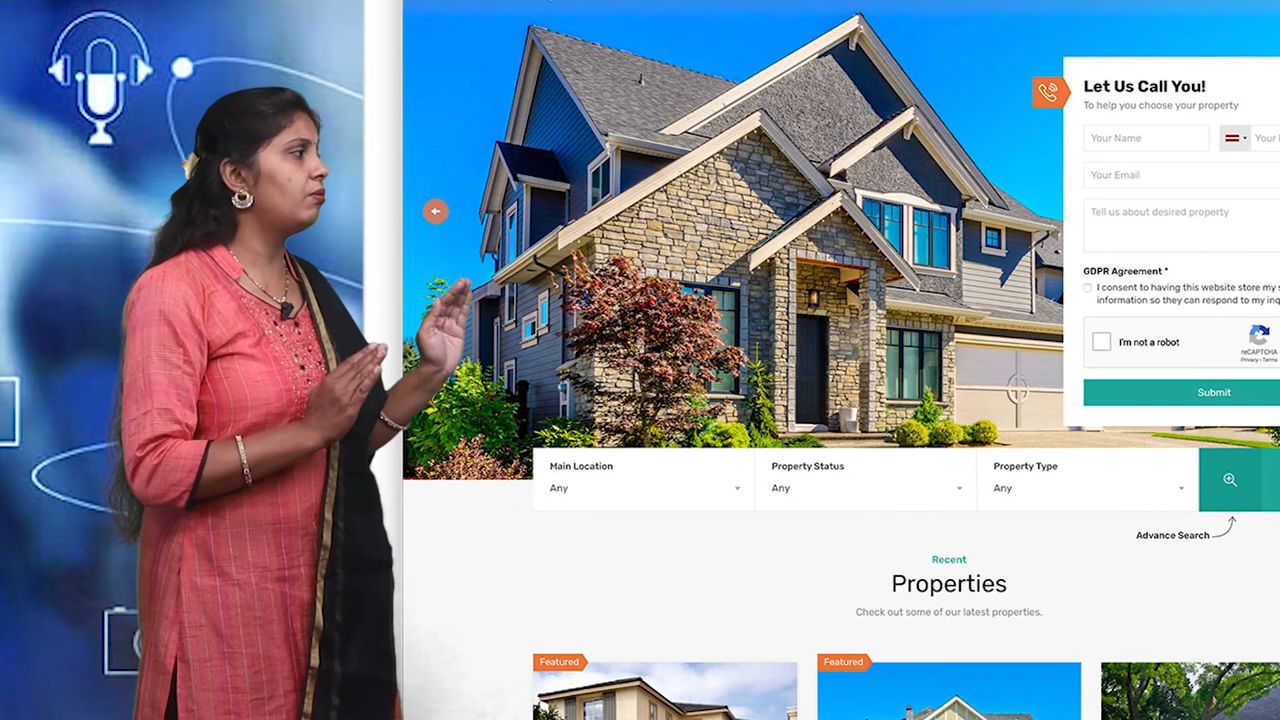 Let Us Call You!
To help you choose your property
Your Name
Your
Your Email
Tell us about desired property
GDPR Agreement *
I consent to having this website store my
information so they can respond to my
I'm not a robot
reCAPTCHA
Privacy - Terms
Submit
Main Location
Property Status
Property Type
Any
Any
Any
Advance Search
Recent
Properties
Check out some of our latest properties.
Featured
Featured